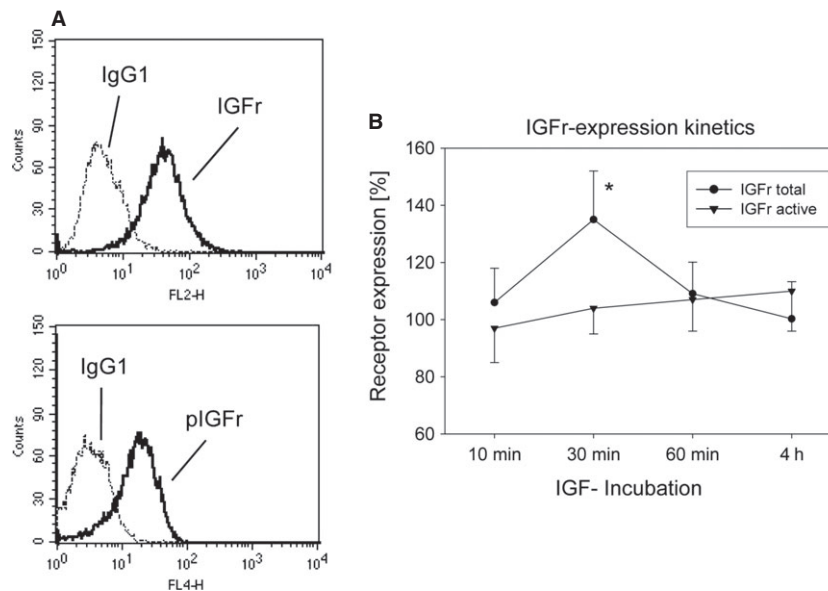 A
150
120
90
60
30
0
Counts
IgG1
IGFr
10^0 10^1 10^2 10^3 10^4
FL2-H
150
120
90
60
30
0
Counts
IgG1
pIGFr
10^0 10^1 10^2 10^3 10^4
FL4-H
B
IGFr-expression kinetics
160
140
120
100
80
60
Receptor expression [%]
*
IGFr total
IGFr active
10 min 30 min 60 min 4 h
IGF- Incubation